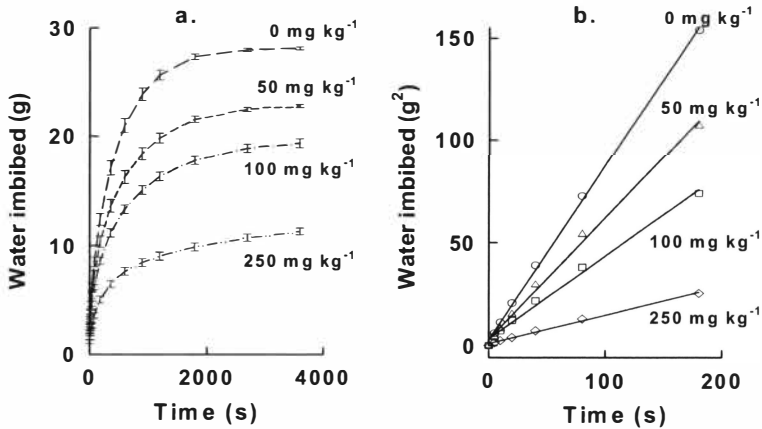 a.
Water imbibed (g)
30
20
10
0
0 mg kg⁻¹
50 mg kg⁻¹
100 mg kg⁻¹
250 mg kg⁻¹
0
2000
4000
Time (s)
b.
Water imbibed (g²)
150
100
50
0
0 mg kg⁻¹
50 mg kg⁻¹
100 mg kg⁻¹
250 mg kg⁻¹
0
100
200
Time (s)